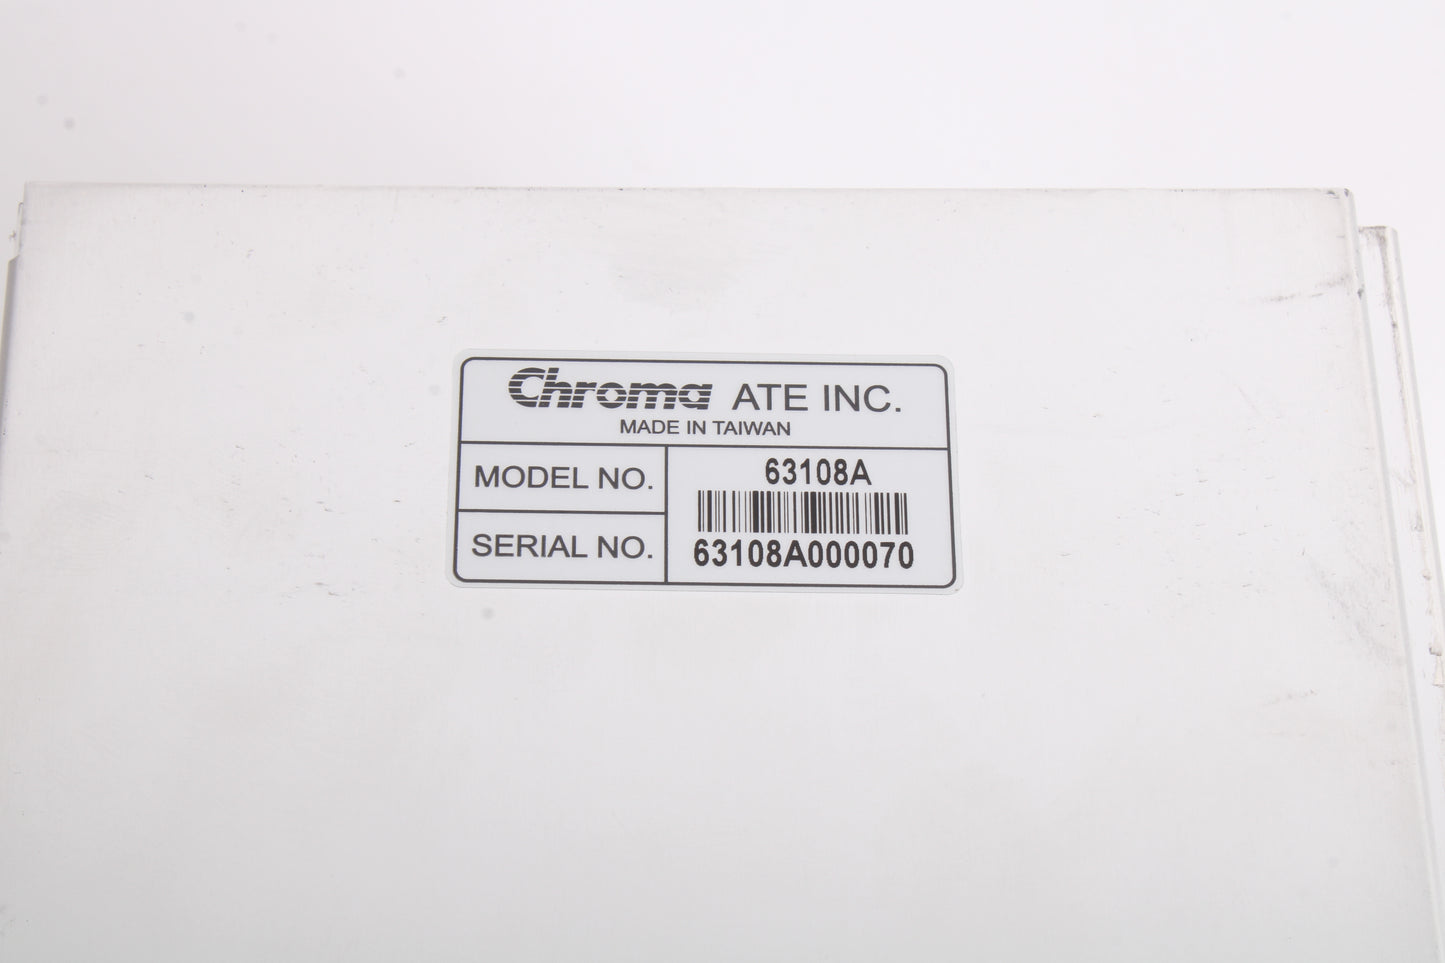 Chroma ATE INC.
MADE IN TAIWAN
MODEL NO.
63108A
SERIAL NO.
63108A000070